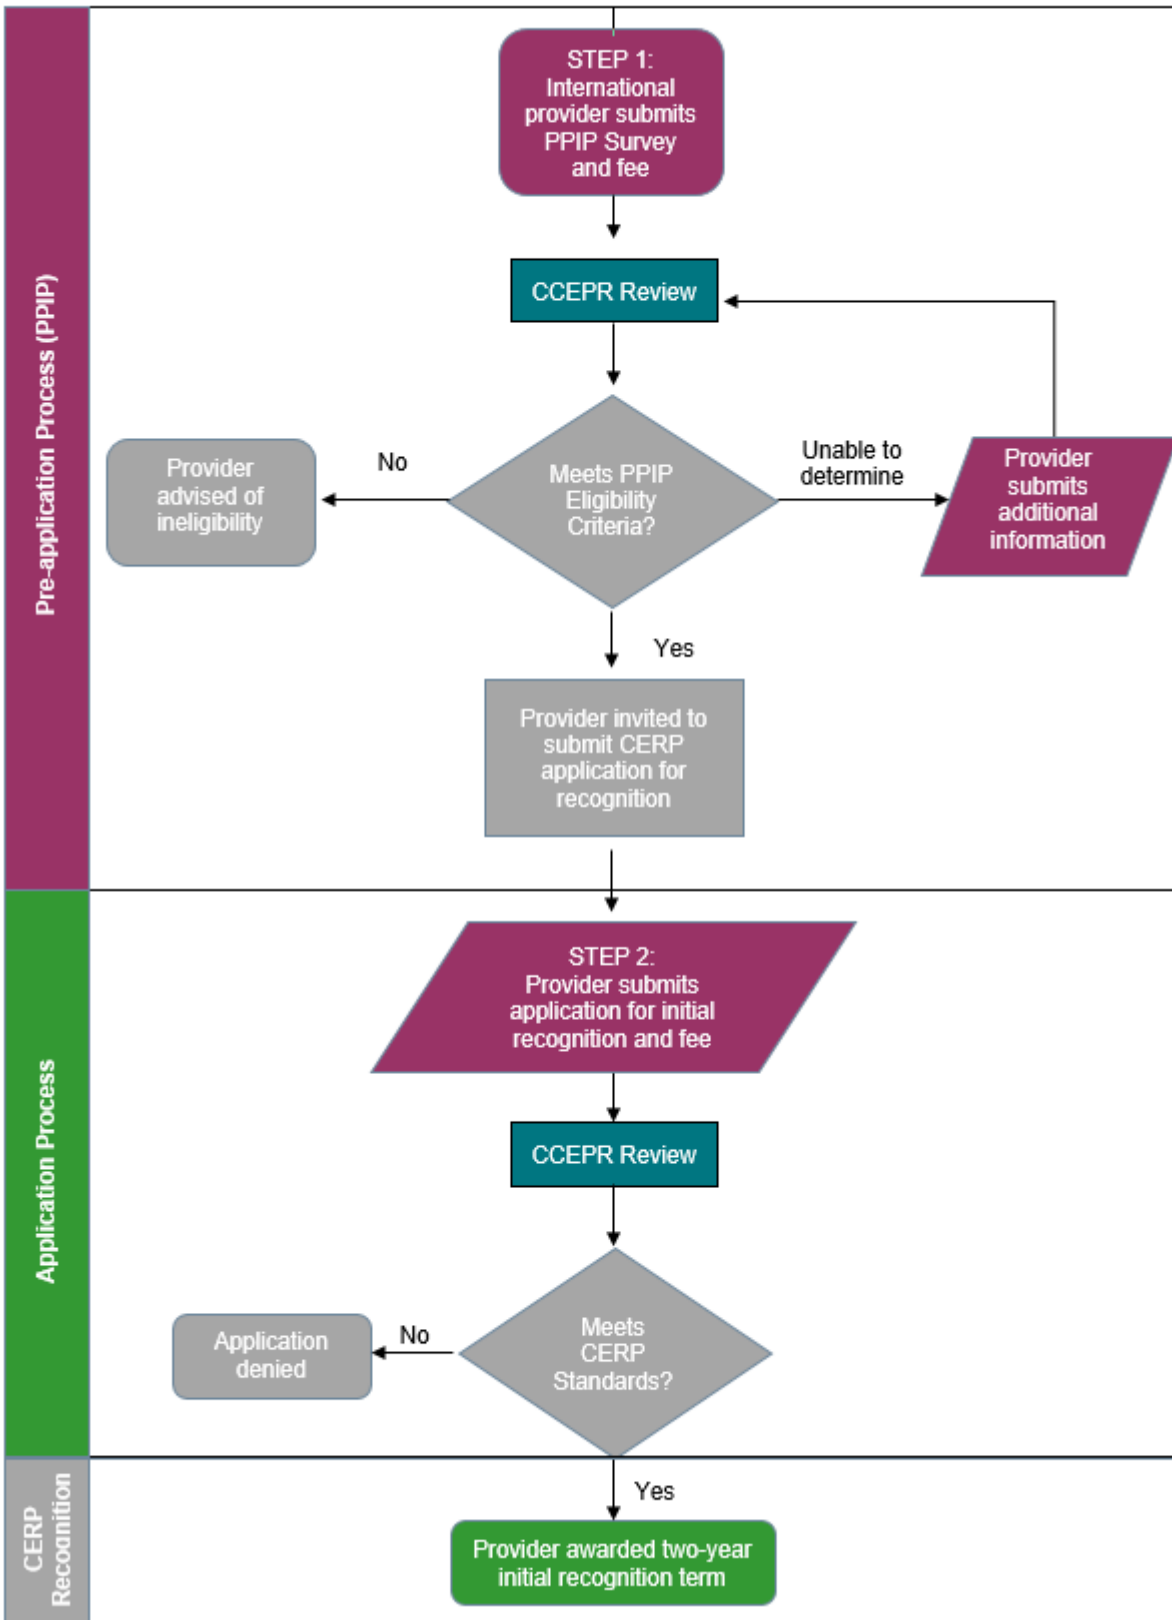 Pre-application Process (PPIP)
STEP 1:
International
provider submits
PPIP Survey
and fee
CCEPR Review
Meets PPIP
Eligibility
Criteria?
No
Provider
advised of
ineligibility
Unable to
determine
Provider
submits
additional
information
Yes
Provider invited to
submit CERP
application for
recognition
Application Process
STEP 2:
Provider submits
application for initial
recognition and fee
CCEPR Review
Meets
CERP
Standards?
No
Application
denied
CERP
Recognition
Yes
Provider awarded two-year
initial recognition term